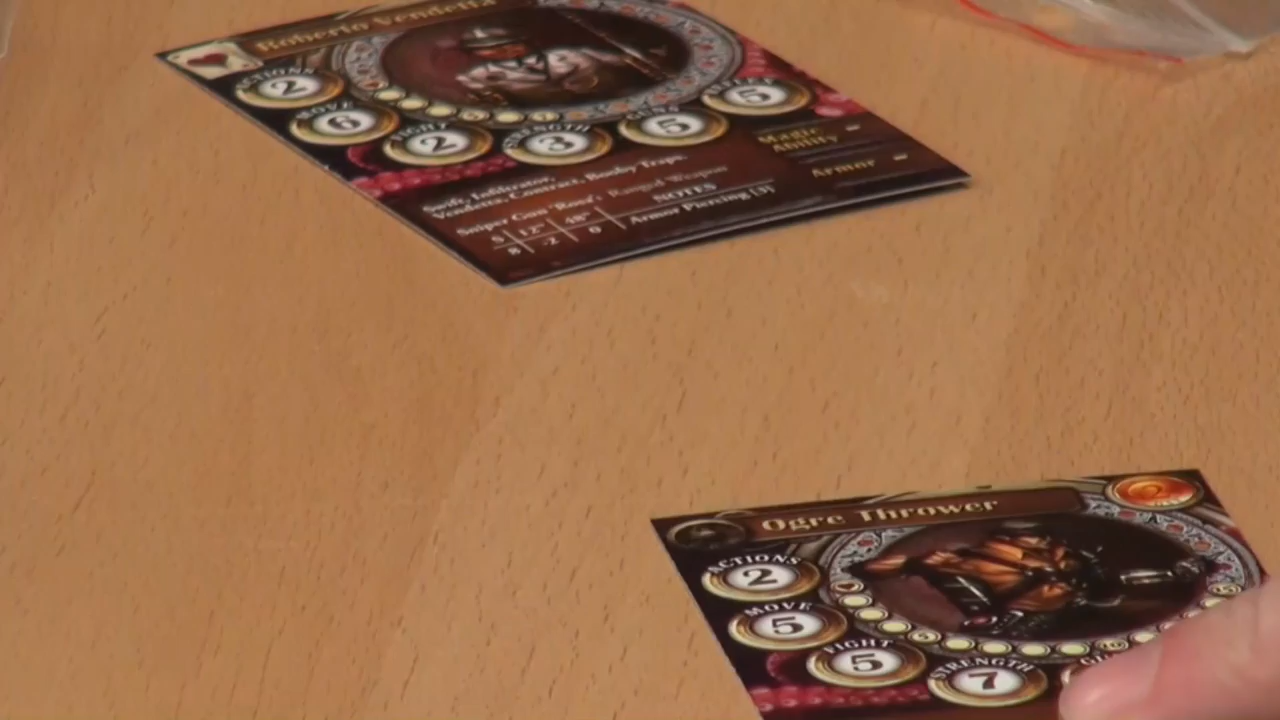 Roberto Vendetta
ACTIONS
2
MOVE
6
FIGHT
2
STRENGTH
3
5
5
Magic
Ability -
Armor -
Swift, Infiltrator,
Vendetta, Contract, Booby Traps.
Sniper Gun "Rosa" - Ranged Weapon
S 12" 48" NOTES
8 -2 0 Armor Piercing (3)
Ogre Thrower
2
ACTIONS
2
MOVE
5
FIGHT
5
STRENGTH
7